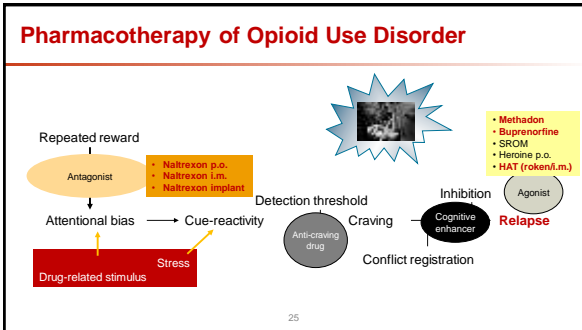 Pharmacotherapy of Opioid Use Disorder
• Methadon
• Buprenorfine
• SROM
• Heroine p.o.
• HAT (roken/i.m.)
Repeated reward
Antagonist
• Naltrexon p.o.
• Naltrexon i.m.
• Naltrexon implant
Agonist
Inhibition
Detection threshold
Attentional bias
Cue-reactivity
Anti-craving
drug
Craving
Cognitive
enhancer
Relapse
Conflict registration
Stress
Drug-related stimulus
25